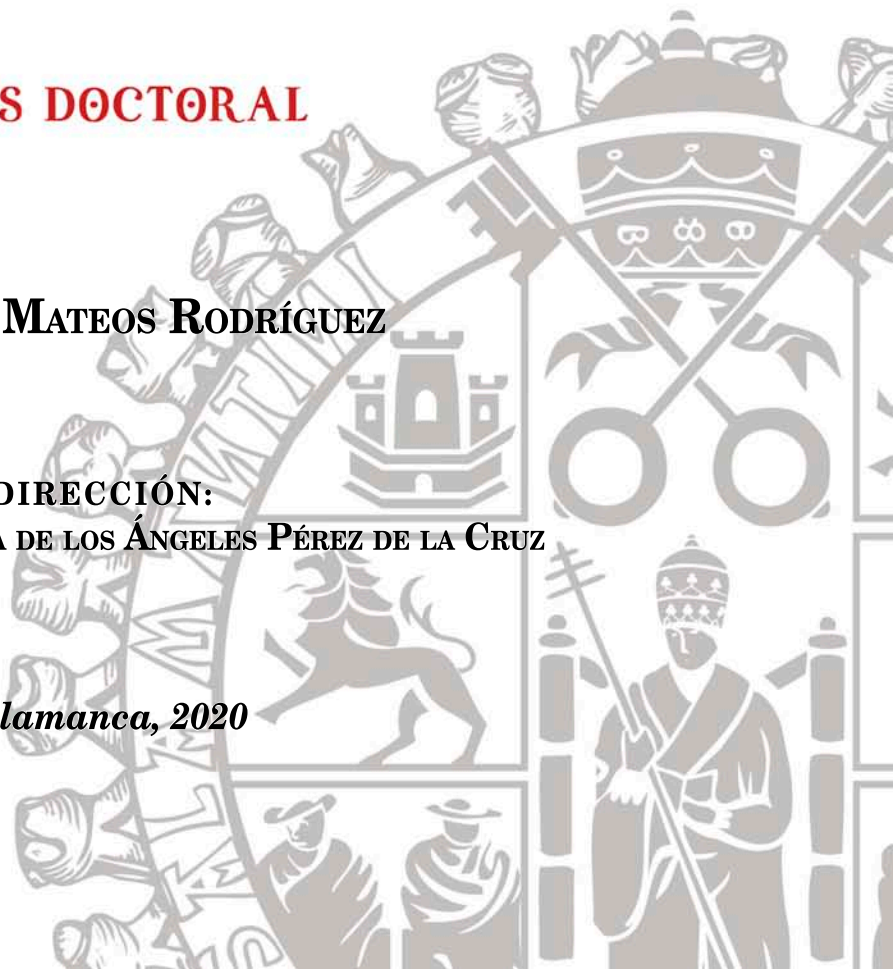 S DOCTORAL
MATEOS RODRÍGUEZ
DIRECCIÓN:
A DE LOS ÁNGELES PÉREZ DE LA CRUZ
lamanca, 2020